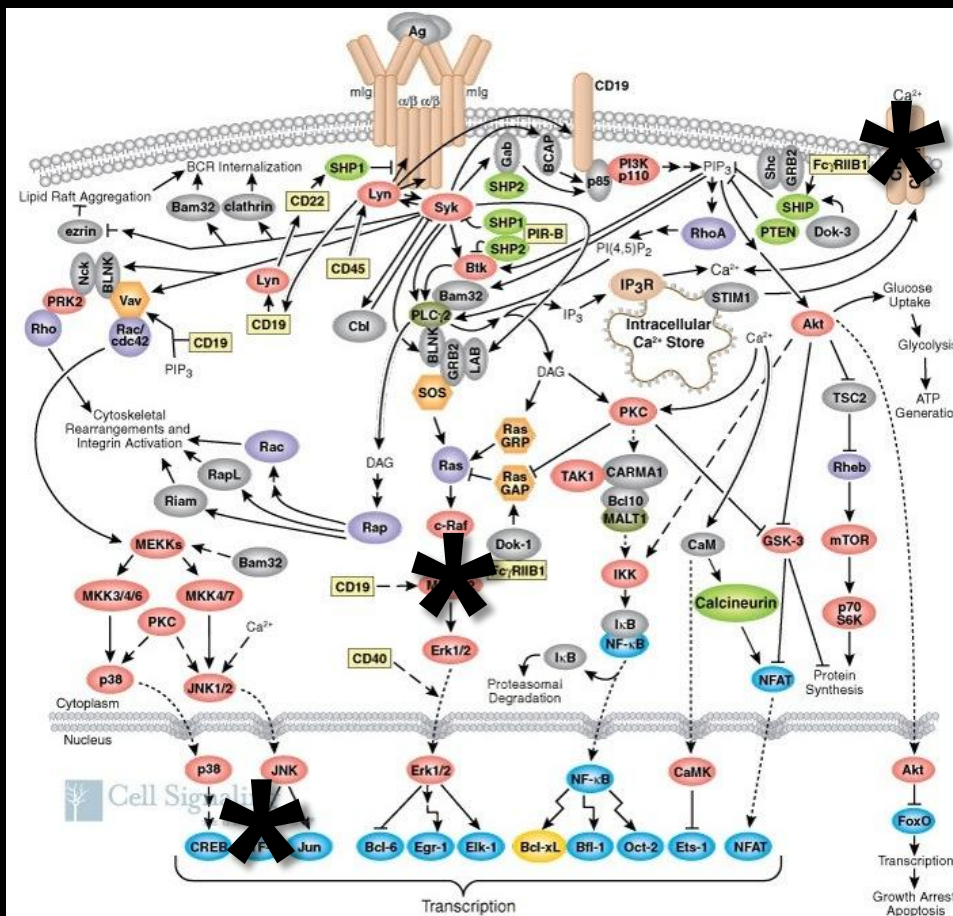 Ag
mIg
α/β α/β
mIg
CD19
Ca²⁺
BCR Internalization
Lipid Raft Aggregation
SHP1
Lyn
Gab
BCAP
SHP2
p85
PI3K
p110
PIP₃
Shc
GRB2
FcγRIIB1
SHIP
PTEN
Dok-3
CD22
Bam32
clathrin
ezrin
Syk
SHP1
SHP2
PIR-B
RhoA
PI(4,5)P₂
Nck
BLNK
PRK2
Vav
Lyn
CD45
Btk
Bam32
IP₃R
Ca²⁺
STIM1
Rho
Rac/
cdc42
CD19
CD19
PIP₃
Cbl
PLCγ2
BLNK
GRB2
LAB
IP₃
Intracellular
Ca²⁺ Store
Ca²⁺
Akt
Glucose
Uptake
Glycolysis
ATP
Generation
SOS
DAG
PKC
TSC2
Cytoskeletal
Rearrangements and
Integrin Activation
Rac
RapL
Riam
DAG
Rap
Ras
Ras
GRP
Ras
GAP
TAK1
CARMA1
Bcl10
MALT1
Rheb
c-Raf
Dok-1
FcγRIIB1
CaM
GSK-3
mTOR
MEKKs
Bam32
CD19
IKK
MKK3/4/6
MKK4/7
Calcineurin
p70
S6K
PKC
Ca²⁺
Erk1/2
IκB
NF-κB
CD40
IκB
p38
JNK1/2
Proteasomal
Degradation
NFAT
Protein
Synthesis
Cytoplasm
Nucleus
p38
JNK
Erk1/2
NF-κB
CaMK
Akt
Cell
CREB
Jun
Bcl-6
Egr-1
Elk-1
Bcl-xL
Bfl-1
Oct-2
Ets-1
NFAT
FoxO
Transcription
Growth Arrest
Apoptosis
Transcription